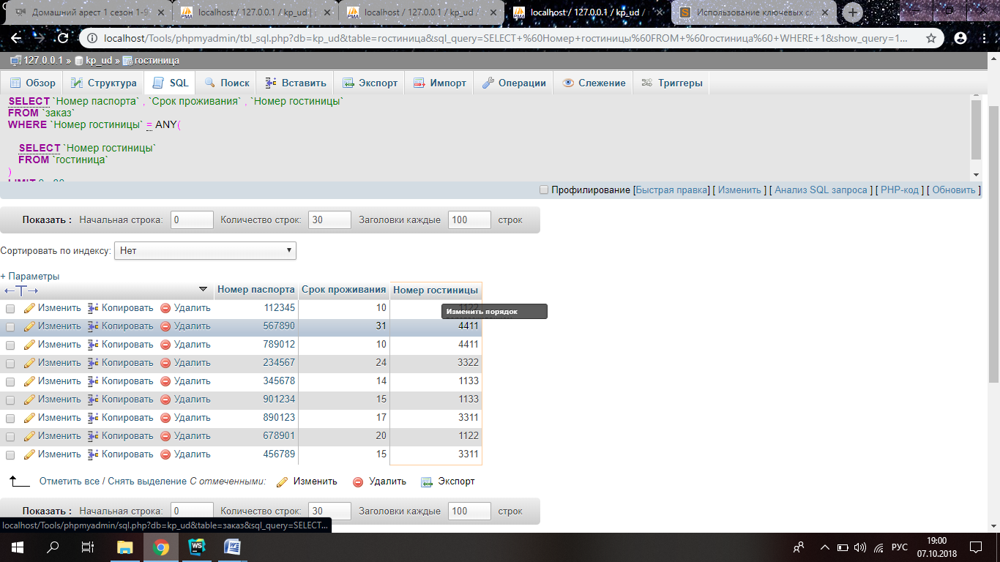 Домашний арест 1 сезон 1-9
localhost / 127.0.0.1 / kp_ud | 
localhost / 127.0.0.1 / kp_ud /
localhost / 127.0.0.1 / kp_ud /
Использование ключевых сл
localhost/Tools/phpmyadmin/tbl_sql.php?db=kp_ud&table=гостиница&sql_query=SELECT+%60Номер+гостиницы%60FROM+%60гостиница%60+WHERE+1&show_query=1...
127.0.0.1 » kp_ud » гостиница
Обзор Структура SQL Поиск Вставить Экспорт Импорт Операции Слежение Триггеры
SELECT `Номер паспорта` , `Срок проживания` , `Номер гостиницы`
FROM `заказ`
WHERE `Номер гостиницы` = ANY(
SELECT `Номер гостиницы`
FROM `гостиница`
)
Профилирование [Быстрая правка] [ Изменить ] [ Анализ SQL запроса ] [ PHP-код ] [ Обновить ]
Показать : Начальная строка: 0 Количество строк: 30 Заголовки каждые 100 строк
Сортировать по индексу: Нет
+ Параметры
←T→ Номер паспорта Срок проживания Номер гостиницы
Изменить Копировать Удалить 112345 10
Изменить порядок
Изменить Копировать Удалить 567890 31 4411
Изменить Копировать Удалить 789012 10 4411
Изменить Копировать Удалить 234567 24 3322
Изменить Копировать Удалить 345678 14 1133
Изменить Копировать Удалить 901234 15 1133
Изменить Копировать Удалить 890123 17 3311
Изменить Копировать Удалить 678901 20 1122
Изменить Копировать Удалить 456789 15 3311
Отметить все / Снять выделение С отмеченными: Изменить Удалить Экспорт
Показать : Начальная строка: 0 Количество строк: 30 Заголовки каждые 100 строк
localhost/Tools/phpmyadmin/sql.php?db=kp_ud&table=заказ&sql_query=SELECT...
РУС
19:00
07.10.2018